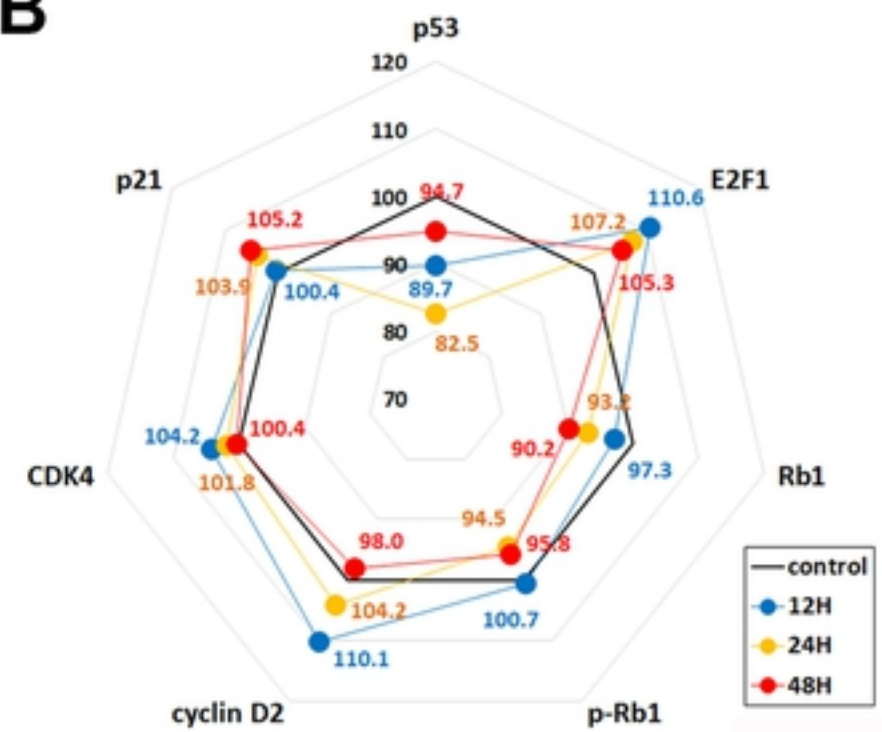 B
p53
120
110
100
94.7
90
89.7
80
82.5
70
p21
105.2
103.9
100.4
E2F1
110.6
107.2
105.3
93.2
90.2
97.3
Rb1
104.2
100.4
101.8
CDK4
94.5
95.8
98.0
104.2
100.7
110.1
cyclin D2
p-Rb1
control
12H
24H
48H